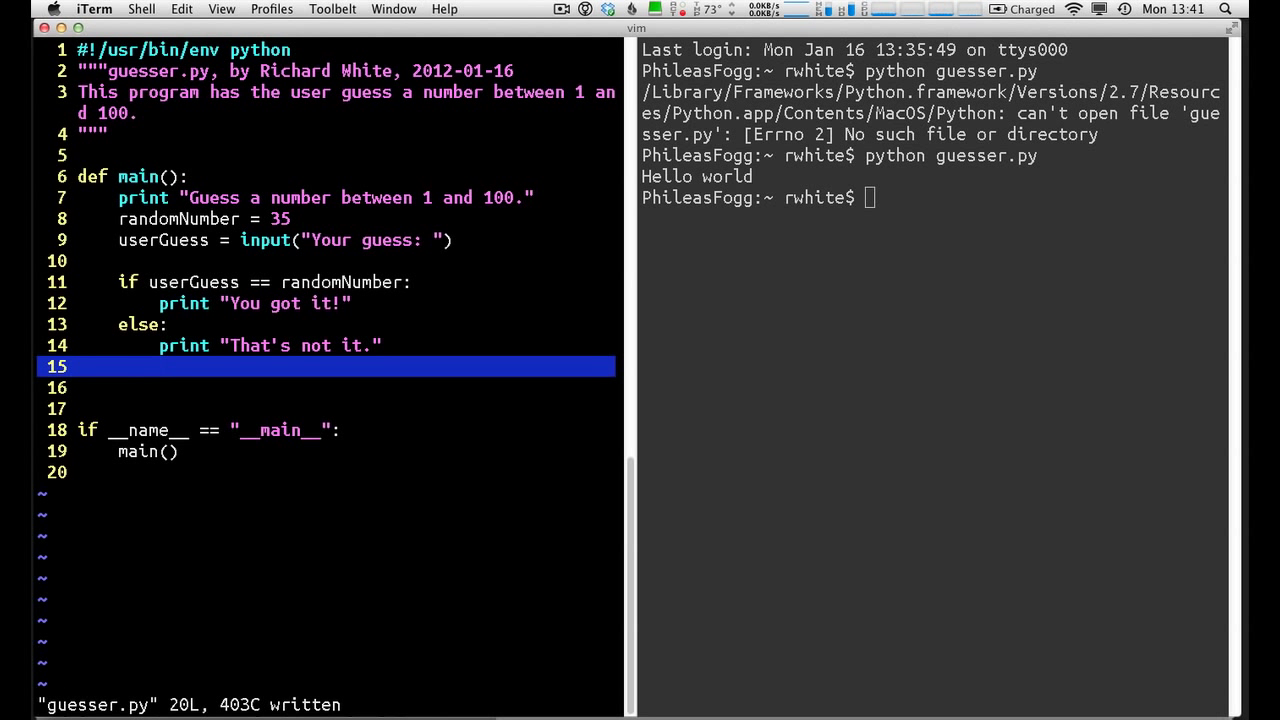 iTerm Shell Edit View Profiles Toolbelt Window Help 73° 0.0KB/s 0.0KB/s Charged Mon 13:41
vim
1 #!/usr/bin/env python
2 """guesser.py, by Richard White, 2012-01-16
3 This program has the user guess a number between 1 an
d 100.
4 """
5
6 def main():
7 print "Guess a number between 1 and 100."
8 randomNumber = 35
9 userGuess = input("Your guess: ")
10
11 if userGuess == randomNumber:
12 print "You got it!"
13 else:
14 print "That's not it."
15
16
17
18 if __name__ == "__main__":
19 main()
20
~
~
~
~
~
~
~
~
~
~
"guesser.py" 20L, 403C written
Last login: Mon Jan 16 13:35:49 on ttys000
PhileasFogg:~ rwhite$ python guesser.py
/Library/Frameworks/Python.framework/Versions/2.7/Resourc
es/Python.app/Contents/MacOS/Python: can't open file 'gue
sser.py': [Errno 2] No such file or directory
PhileasFogg:~ rwhite$ python guesser.py
Hello world
PhileasFogg:~ rwhite$